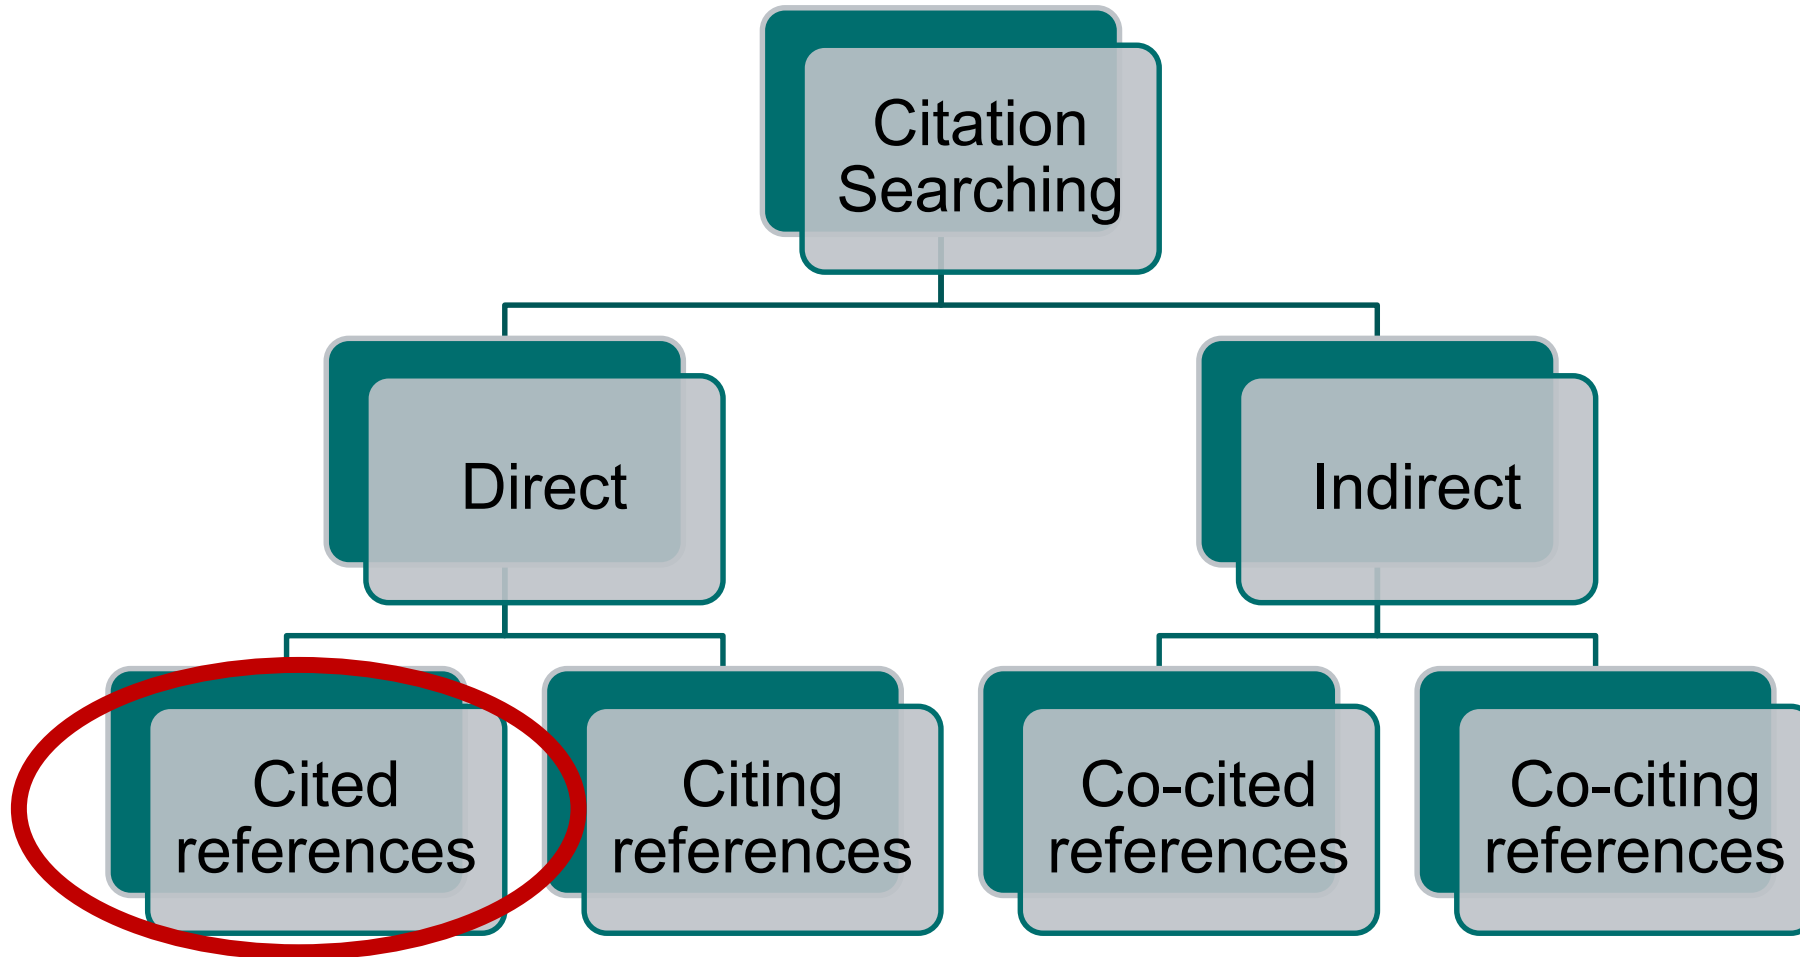 Citation
Searching
Direct
Indirect
Cited
references
Citing
references
Co-cited
references
Co-citing
references